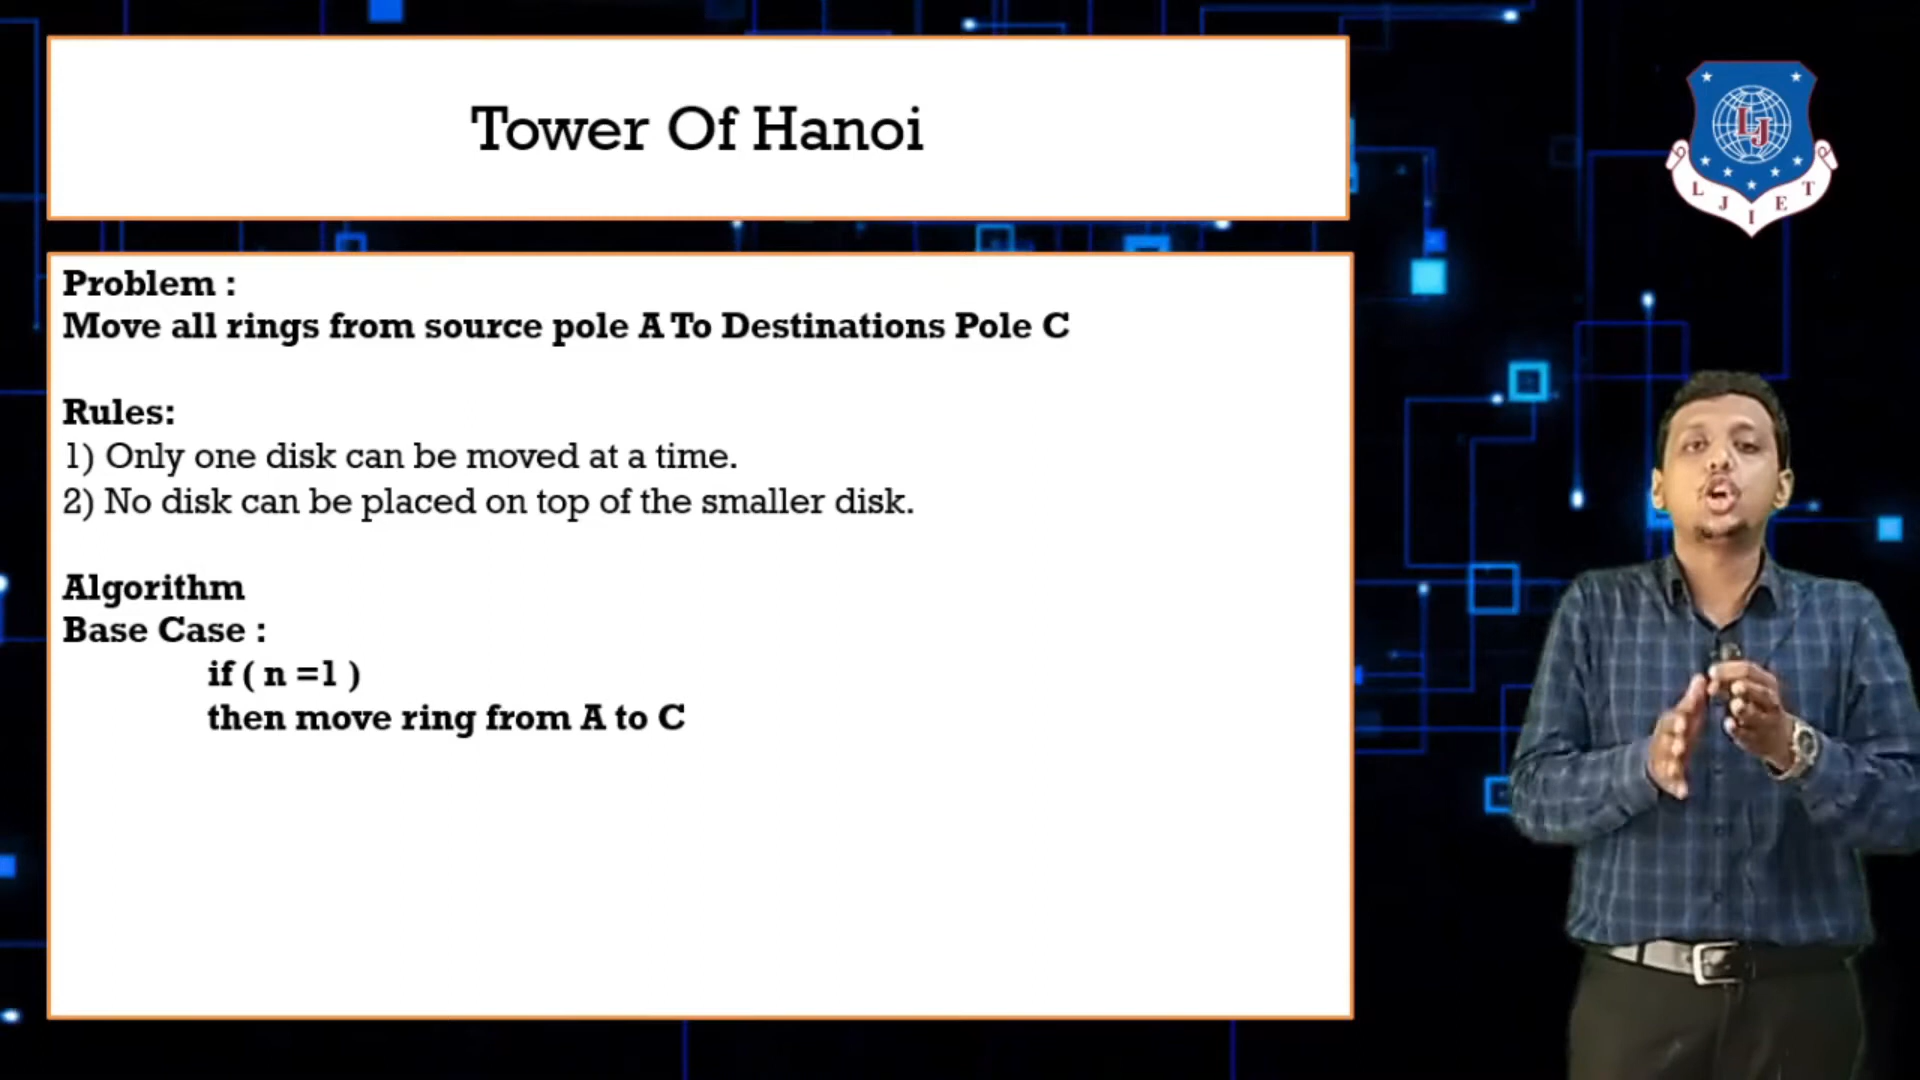 Tower Of Hanoi
LJ
L J I E T
Problem :
Move all rings from source pole A To Destinations Pole C
Rules:
1) Only one disk can be moved at a time.
2) No disk can be placed on top of the smaller disk.
Algorithm
Base Case :
if ( n =1 )
then move ring from A to C